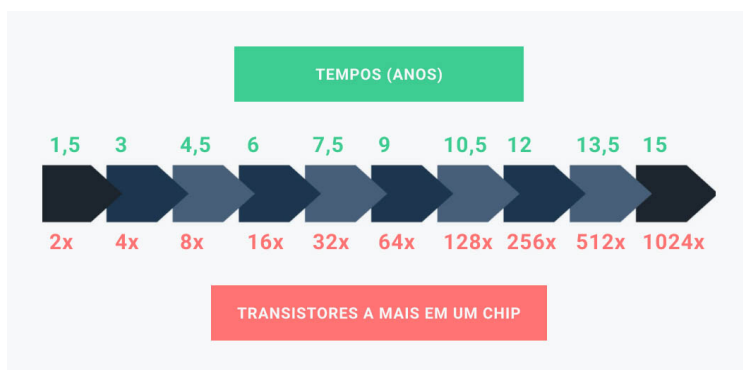 TEMPOS (ANOS)
1,5 3 4,5 6 7,5 9 10,5 12 13,5 15
2x 4x 8x 16x 32x 64x 128x 256x 512x 1024x
TRANSISTORES A MAIS EM UM CHIP